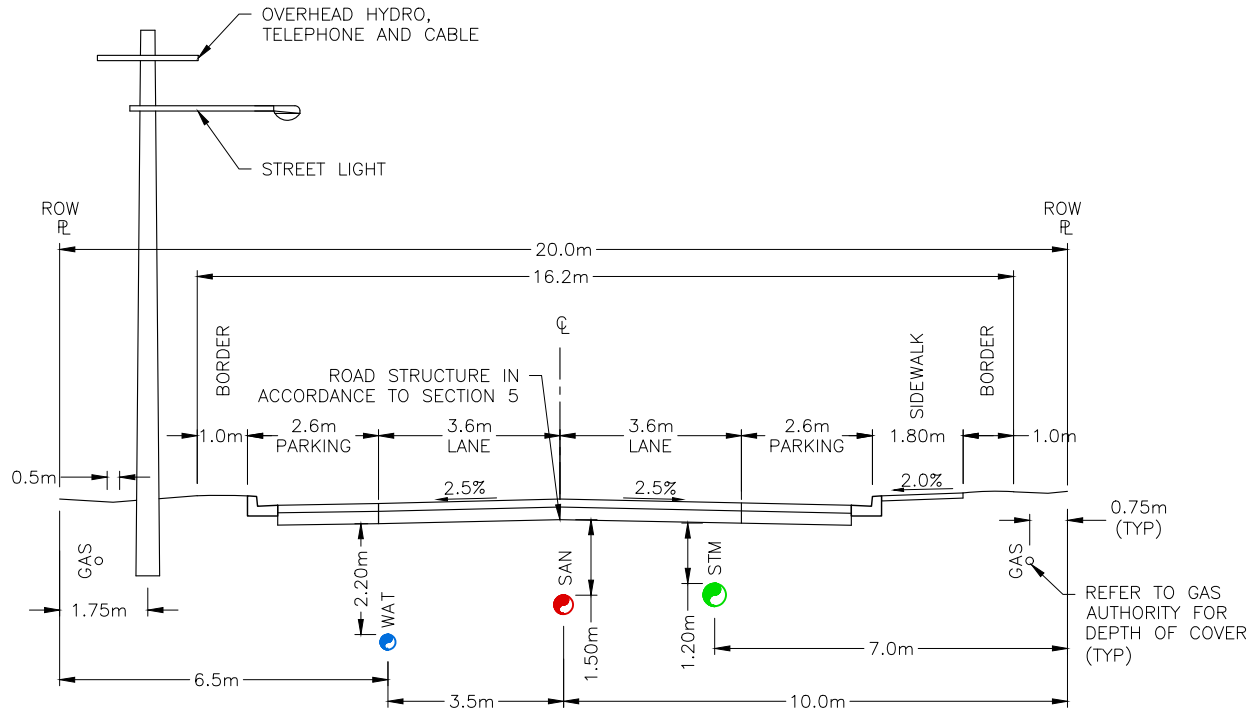 OVERHEAD HYDRO,
TELEPHONE AND CABLE
STREET LIGHT
ROW
PL
ROW
PL
20.0m
16.2m
CL
BORDER
SIDEWALK
BORDER
ROAD STRUCTURE IN
ACCORDANCE TO SECTION 5
1.0m
2.6m
PARKING
3.6m
LANE
3.6m
LANE
2.6m
PARKING
1.80m
1.0m
0.5m
2.5%
2.5%
2.0%
0.75m
(TYP)
GAS
2.20m
WAT
SAN
1.50m
STM
1.20m
GAS
1.75m
REFER TO GAS
AUTHORITY FOR
DEPTH OF COVER
(TYP)
7.0m
6.5m
3.5m
10.0m